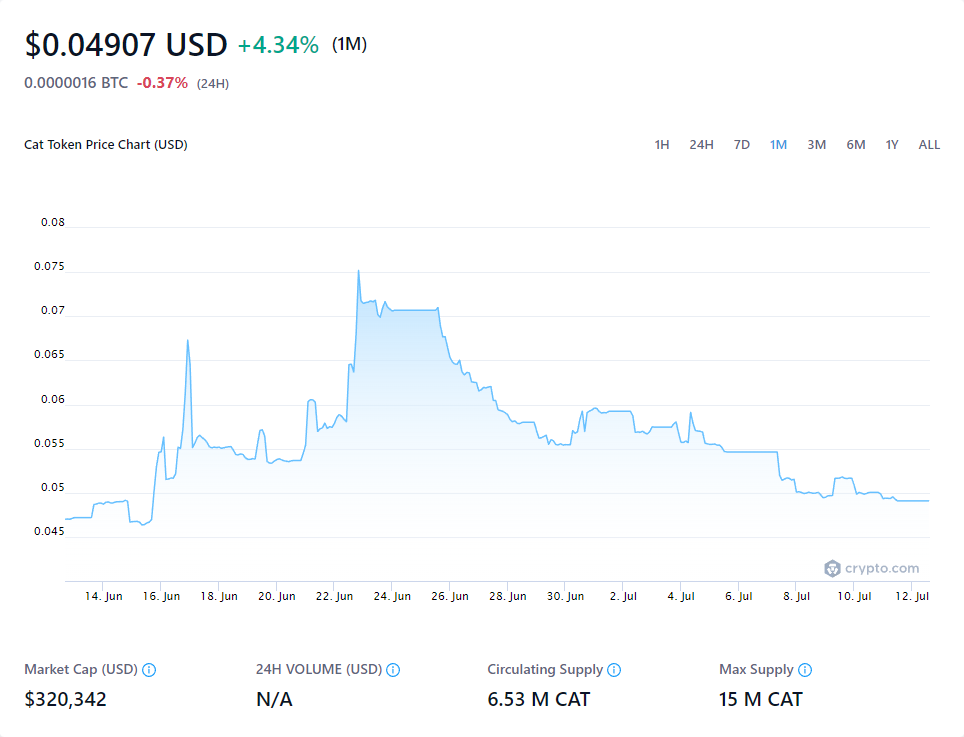 $0.04907 USD +4.34% (1M)
0.0000016 BTC -0.37% (24H)
Cat Token Price Chart (USD) 1H 24H 7D 1M 3M 6M 1Y ALL
0.08
0.075
0.07
0.065
0.06
0.055
0.05
0.045
crypto.com
14. Jun 16. Jun 18. Jun 20. Jun 22. Jun 24. Jun 26. Jun 28. Jun 30. Jun 2. Jul 4. Jul 6. Jul 8. Jul 10. Jul 12. Jul
Market Cap (USD) 24H VOLUME (USD) Circulating Supply Max Supply
$320,342 N/A 6.53 M CAT 15 M CAT